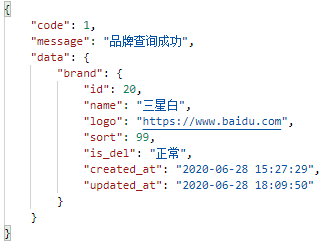 {
"code": 1,
"message": "品牌查询成功",
"data": {
"brand": {
"id": 20,
"name": "三星白",
"logo": "https://www.baidu.com",
"sort": 99,
"is_del": "正常",
"created_at": "2020-06-28 15:27:29",
"updated_at": "2020-06-28 18:09:50"
}
}
}